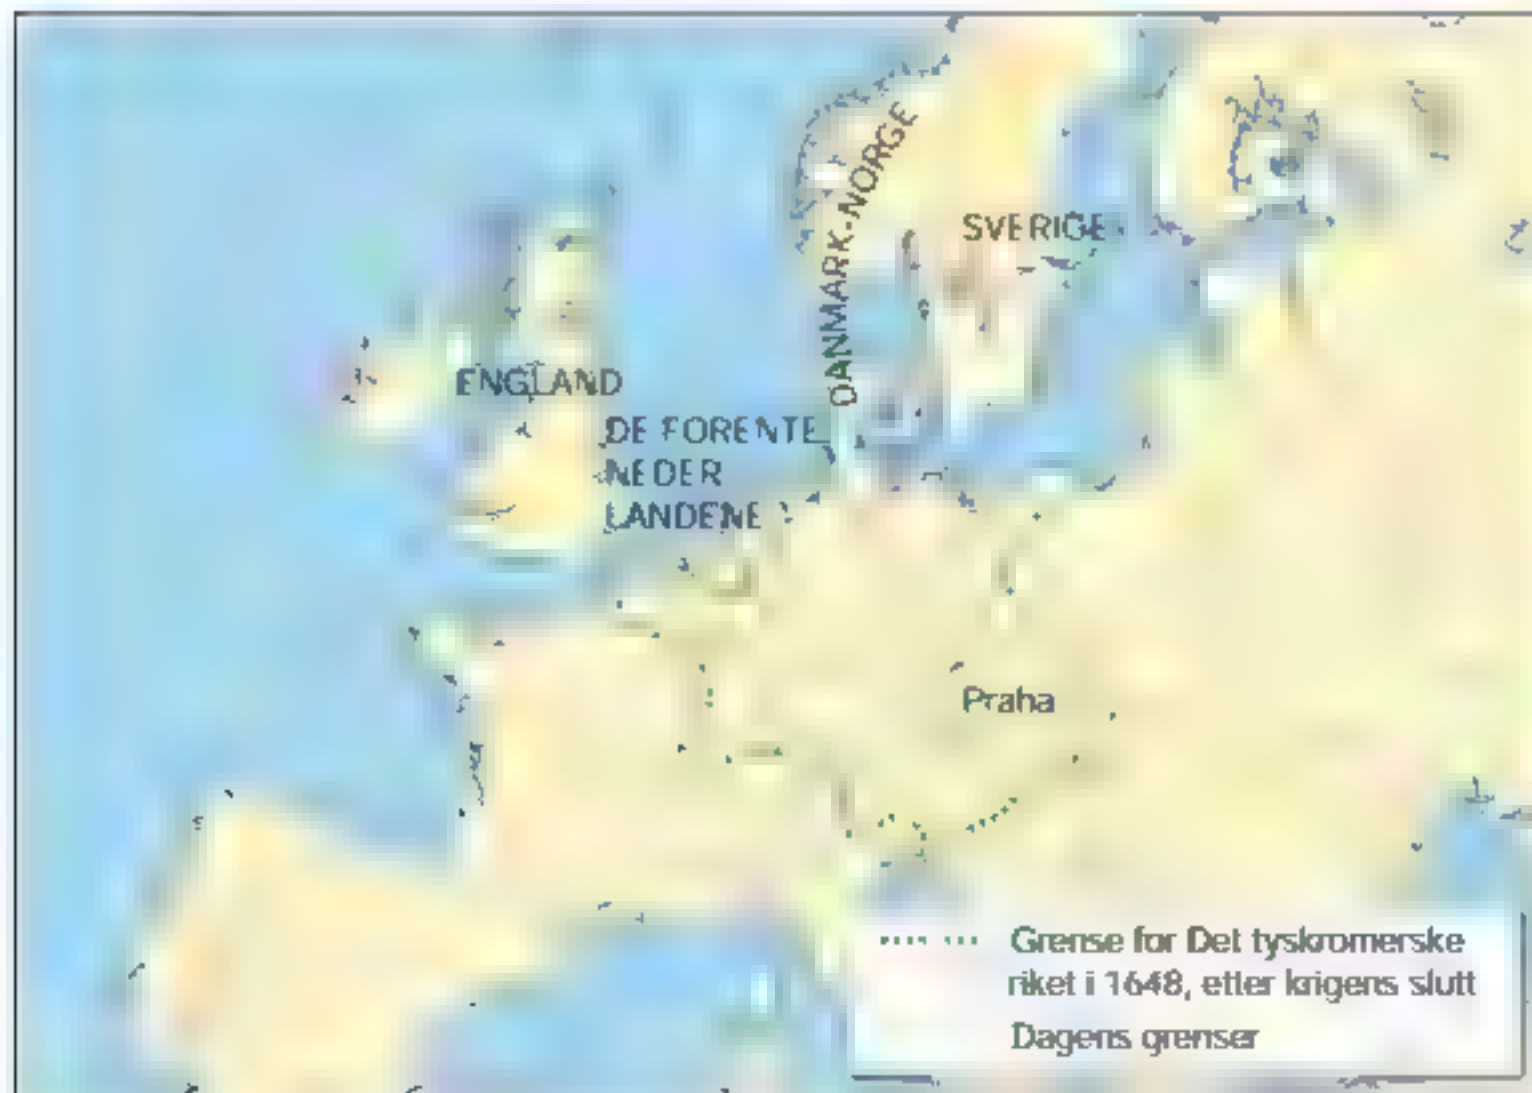 DANMARK-NORGE
SVERIGE
ENGLAND
DE FORENTE
NEDER
LANDENE
Praha
Grense for Det tyskromerske
riket i 1648, etter krigens slutt
Dagens grenser